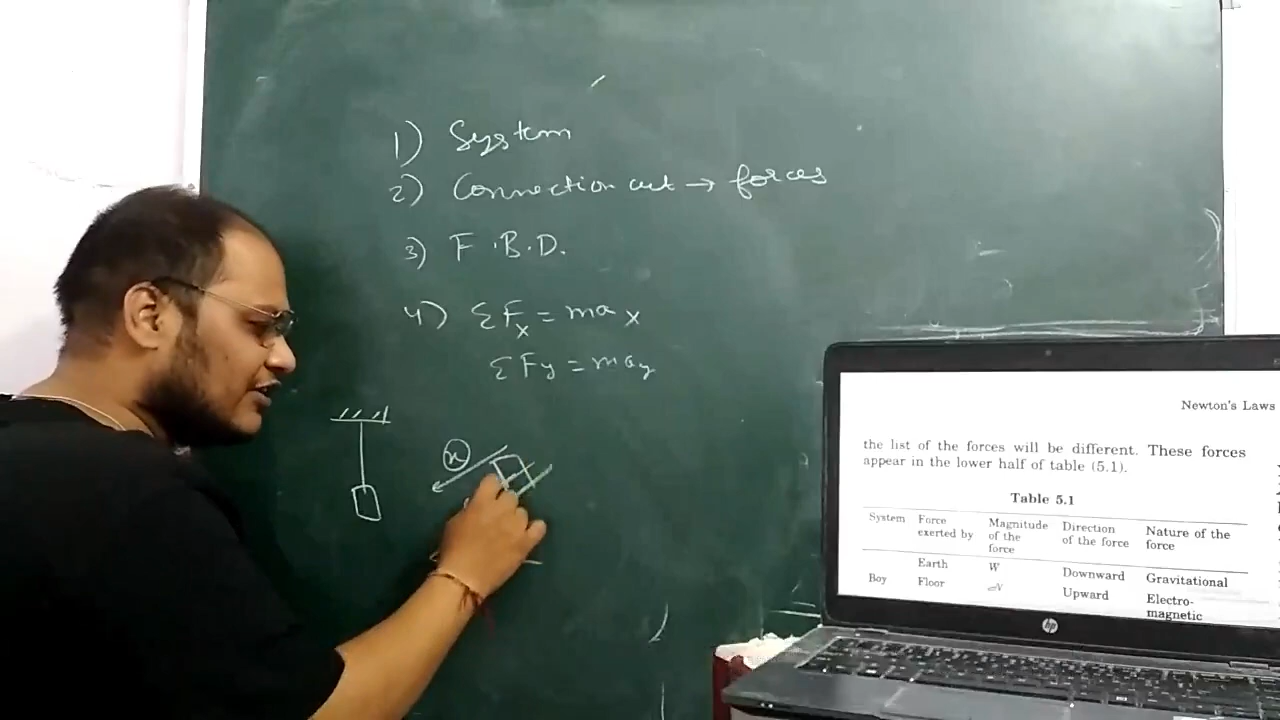 1) System
2) Connection cut → forces
3) F.B.D.
4) ΣFx = max
ΣFy = may
x
Newton's Laws
the list of the forces will be different. These forces
appear in the lower half of table (5.1).
Table 5.1
System Force exerted by Magnitude of the force Direction of the force Nature of the force
Earth W Downward Gravitational
Boy Floor 𝒩 Upward Electro-
magnetic
hp